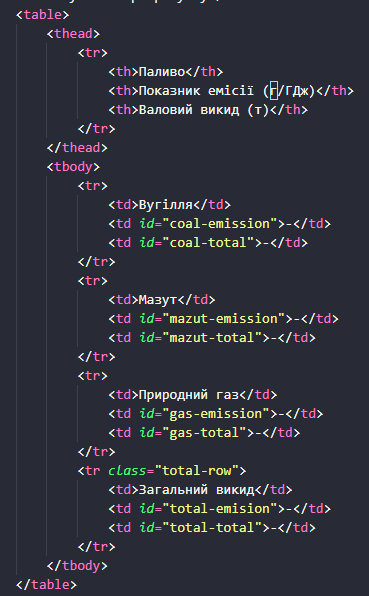 <table>
<thead>
<tr>
<th>Паливо</th>
<th>Показник емісії (г/ГДж)</th>
<th>Валовий викид (т)</th>
</tr>
</thead>
<tbody>
<tr>
<td>Вугілля</td>
<td id="coal-emission">-</td>
<td id="coal-total">-</td>
</tr>
<tr>
<td>Мазут</td>
<td id="mazut-emission">-</td>
<td id="mazut-total">-</td>
</tr>
<tr>
<td>Природний газ</td>
<td id="gas-emission">-</td>
<td id="gas-total">-</td>
</tr>
<tr class="total-row">
<td>Загальний викид</td>
<td id="total-emision">-</td>
<td id="total-total">-</td>
</tr>
</tbody>
</table>